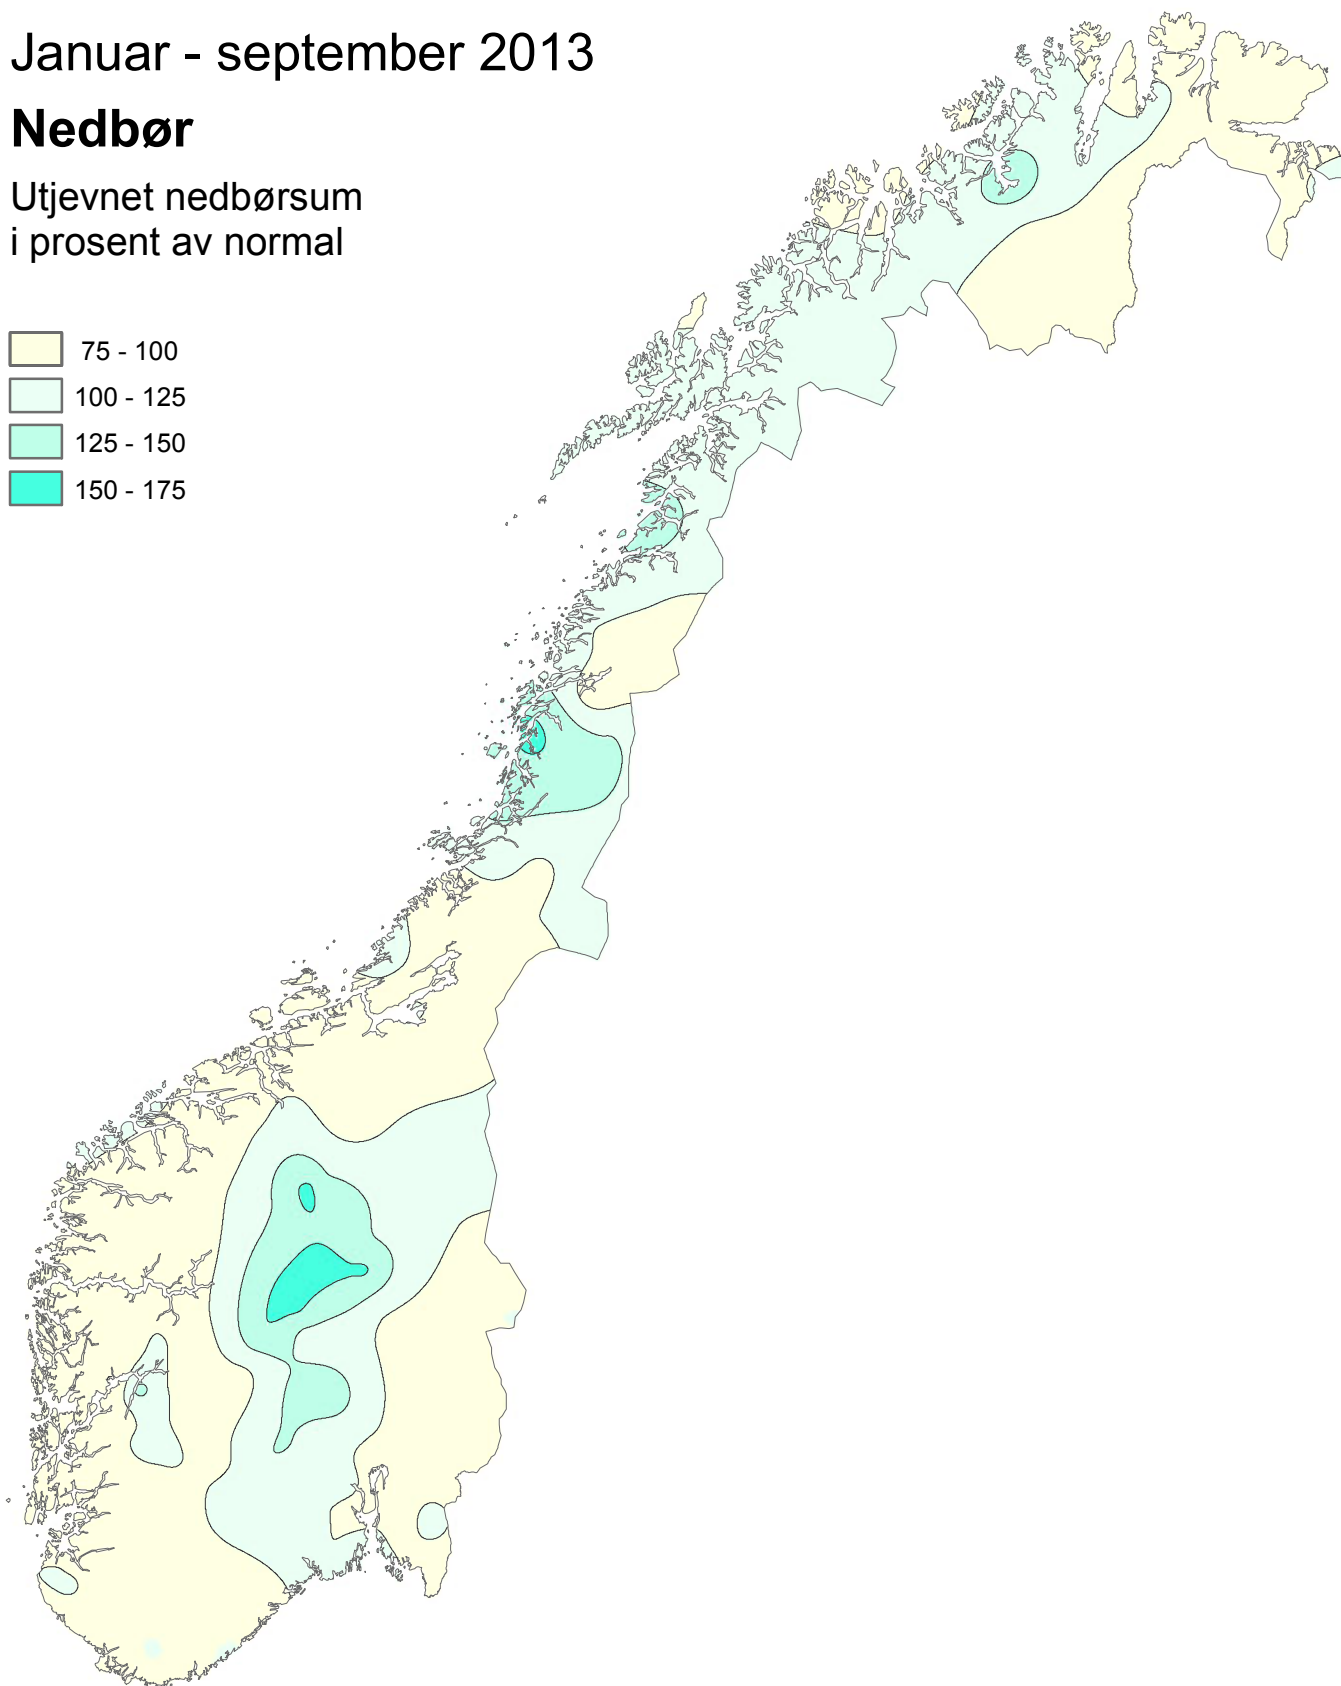 Januar - september 2013
Nedbør
Utjevnet nedbørsum
i prosent av normal
75 - 100
100 - 125
125 - 150
150 - 175